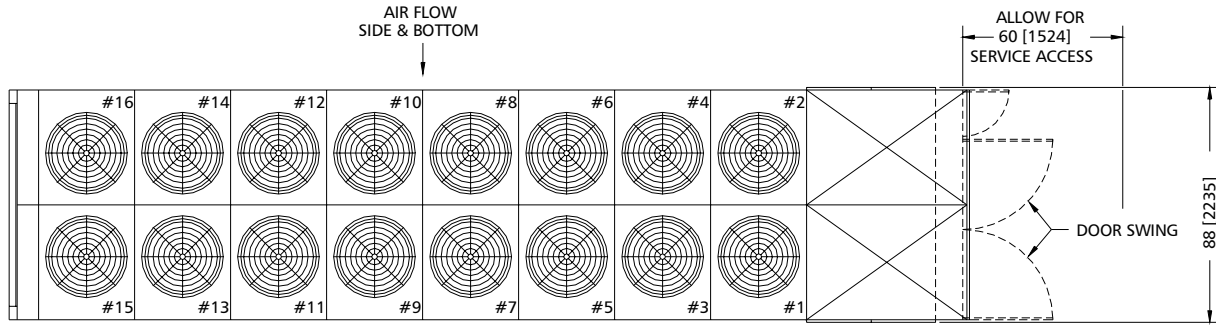 AIR FLOW
SIDE & BOTTOM
ALLOW FOR
60 [1524]
SERVICE ACCESS
#16 #14 #12 #10 #8 #6 #4 #2
DOOR SWING
88 [2235]
#15 #13 #11 #9 #7 #5 #3 #1